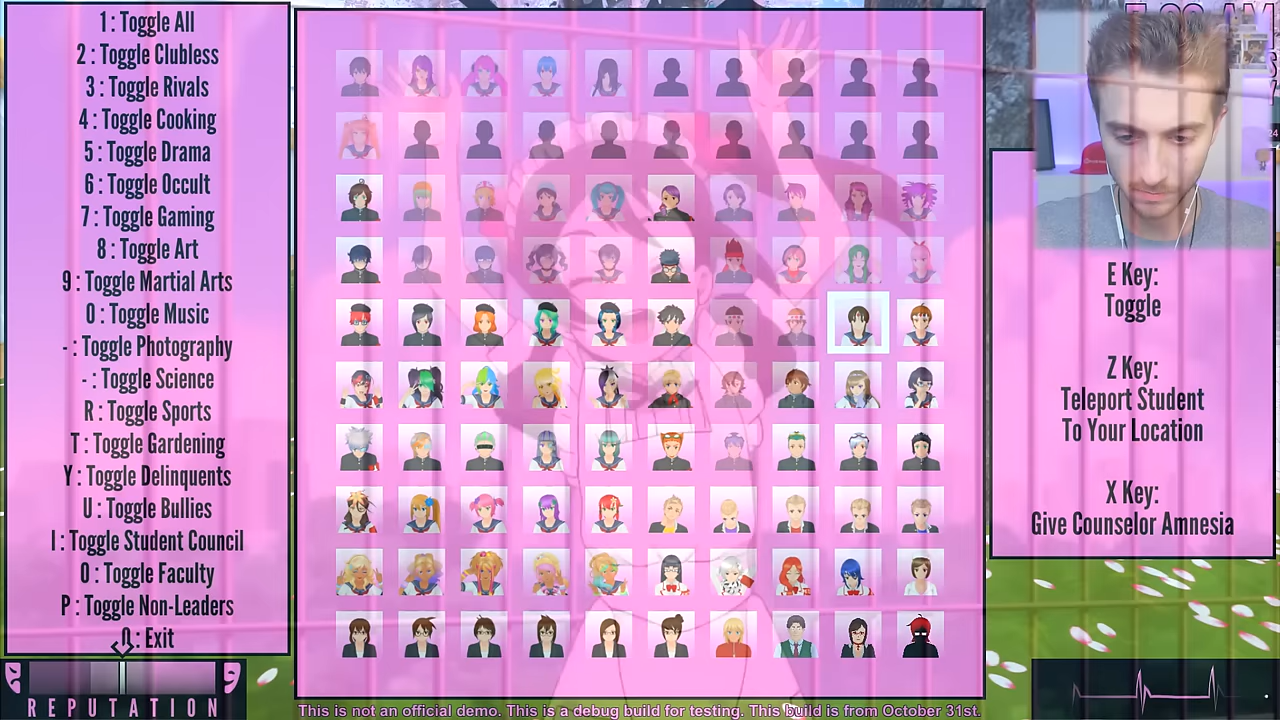 1 : Toggle All
2 : Toggle Clubless
3 : Toggle Rivals
4 : Toggle Cooking
5 : Toggle Drama
6 : Toggle Occult
7 : Toggle Gaming
8 : Toggle Art
9 : Toggle Martial Arts
0 : Toggle Music
- : Toggle Photography
- : Toggle Science
R : Toggle Sports
T : Toggle Gardening
Y : Toggle Delinquents
U : Toggle Bullies
I : Toggle Student Council
O : Toggle Faculty
P : Toggle Non-Leaders
Q : Exit
REPUTATION
E Key:
Toggle
Z Key:
Teleport Student
To Your Location
X Key:
Give Counselor Amnesia
This is not an official demo. This is a debug build for testing. This build is from October 31st.